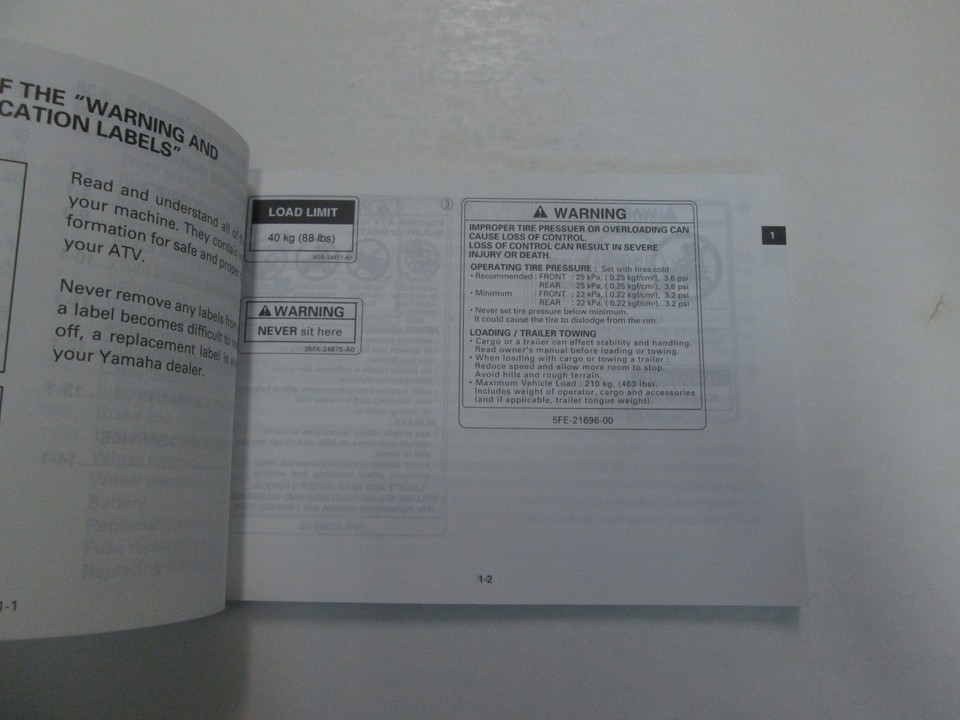 F THE “WARNING AND
CATION LABELS”
Read and understand all of
your machine. They contain
formation for safe and proper
your ATV.
Never remove any labels from
a label becomes difficult to
off, a replacement label is
your Yamaha dealer.
1-1
LOAD LIMIT
40 kg (88 lbs)
WARNING
NEVER sit here
3MX-24875-A0
③
WARNING
IMPROPER TIRE PRESSUER OR OVERLOADING CAN
CAUSE LOSS OF CONTROL.
LOSS OF CONTROL CAN RESULT IN SEVERE
INJURY OR DEATH.
OPERATING TIRE PRESSURE : Set with tires cold
• Recommended : FRONT : 25 kPa, ( 0.25 kgf/cm²), 3.6 psi
REAR : 25 kPa, ( 0.25 kgf/cm²), 3.6 psi
• Minimum : FRONT : 22 kPa, ( 0.22 kgf/cm²), 3.2 psi
REAR : 22 kPa, ( 0.22 kgf/cm²), 3.2 psi
• Never set tire pressure below minimum.
It could cause the tire to dislodge from the rim.
LOADING / TRAILER TOWING
• Cargo or a trailer can affect stability and handling.
Read owner's manual before loading or towing.
• When loading with cargo or towing a trailer :
Reduce speed and allow more room to stop.
Avoid hills and rough terrain.
• Maximum Vehicle Load : 210 kg, (463 lbs).
Includes weight of operator, cargo and accessories
(and if applicable, trailer tongue weight).
5FE-21696-00
1
1-2